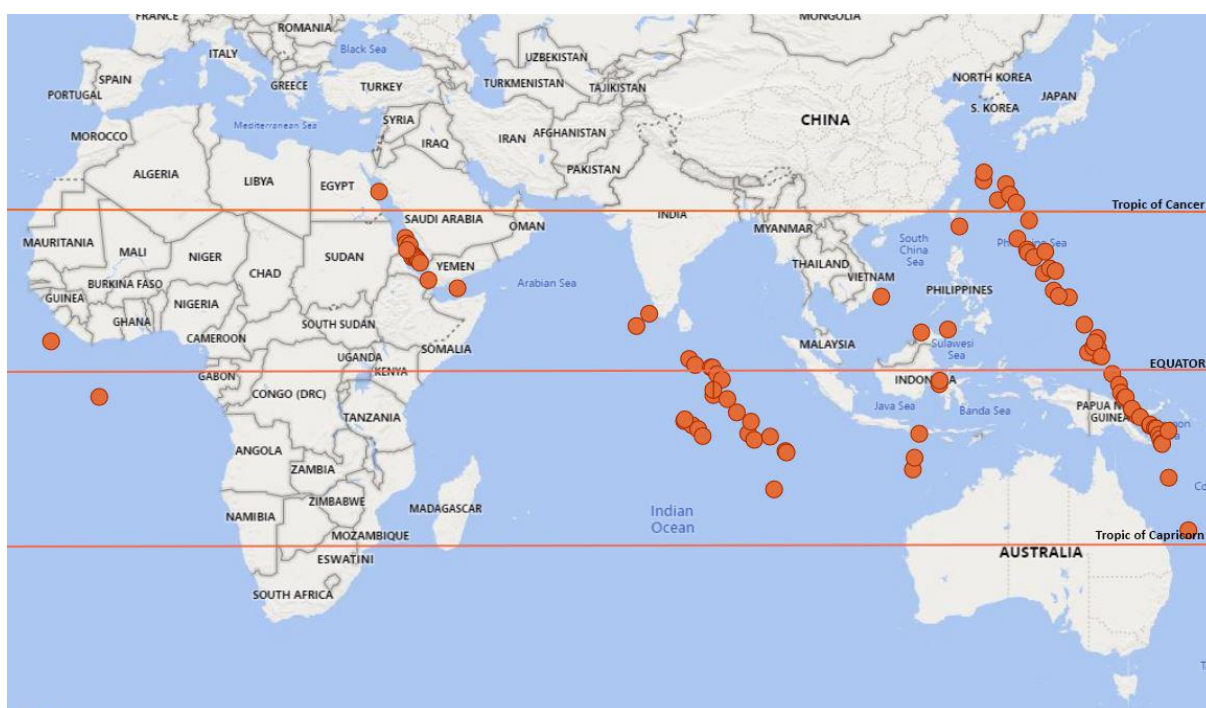 FRANCE
MONGOLIA
ROMANIA
ITALY
Black Sea
UZBEKISTAN
SPAIN
GREECE
TURKEY
TURKMENISTAN
TAJIKISTAN
NORTH KOREA
PORTUGAL
JAPAN
S. KOREA
SYRIA
CHINA
Mediterranean Sea
MOROCCO
IRAQ
IRAN
AFGHANISTAN
PAKISTAN
ALGERIA
LIBYA
EGYPT
Tropic of Cancer
SAUDI ARABIA
INDIA
OMAN
MYANMAR
MAURITANIA
MALI
NIGER
SUDAN
South
China
Sea
CHAD
YEMEN
THAILAND
VIETNAM
BURKINA FASO
Arabian Sea
PHILIPPINES
GUINEA
NIGERIA
GHANA
SOUTH SUDAN
CAMEROON
SOMALIA
MALAYSIA
Sulawesi
Sea
UGANDA
EQUATOR
GABON
KENYA
CONGO (DRC)
Java Sea
Banda Sea
PAPUA N
GUINEA
TANZANIA
ANGOLA
ZAMBIA
ZIMBABWE
MADAGASCAR
Indian
Ocean
NAMIBIA
MOZAMBIQUE
Tropic of Capricorn
ESWATINI
AUSTRALIA
SOUTH AFRICA